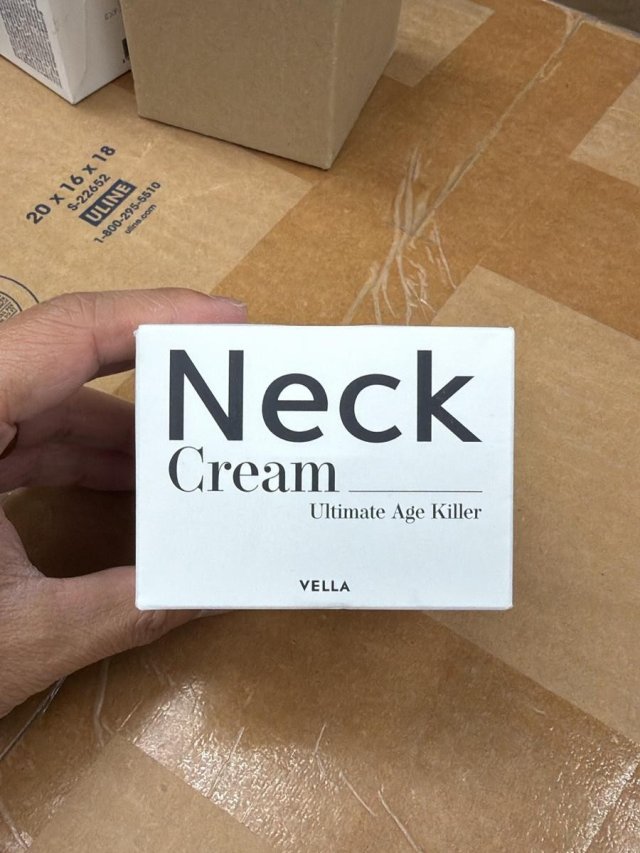 20 x 16 x 18
S-22652
ULINE
1-800-295-5510
uline.com
Neck
Cream
Ultimate Age Killer
VELLA